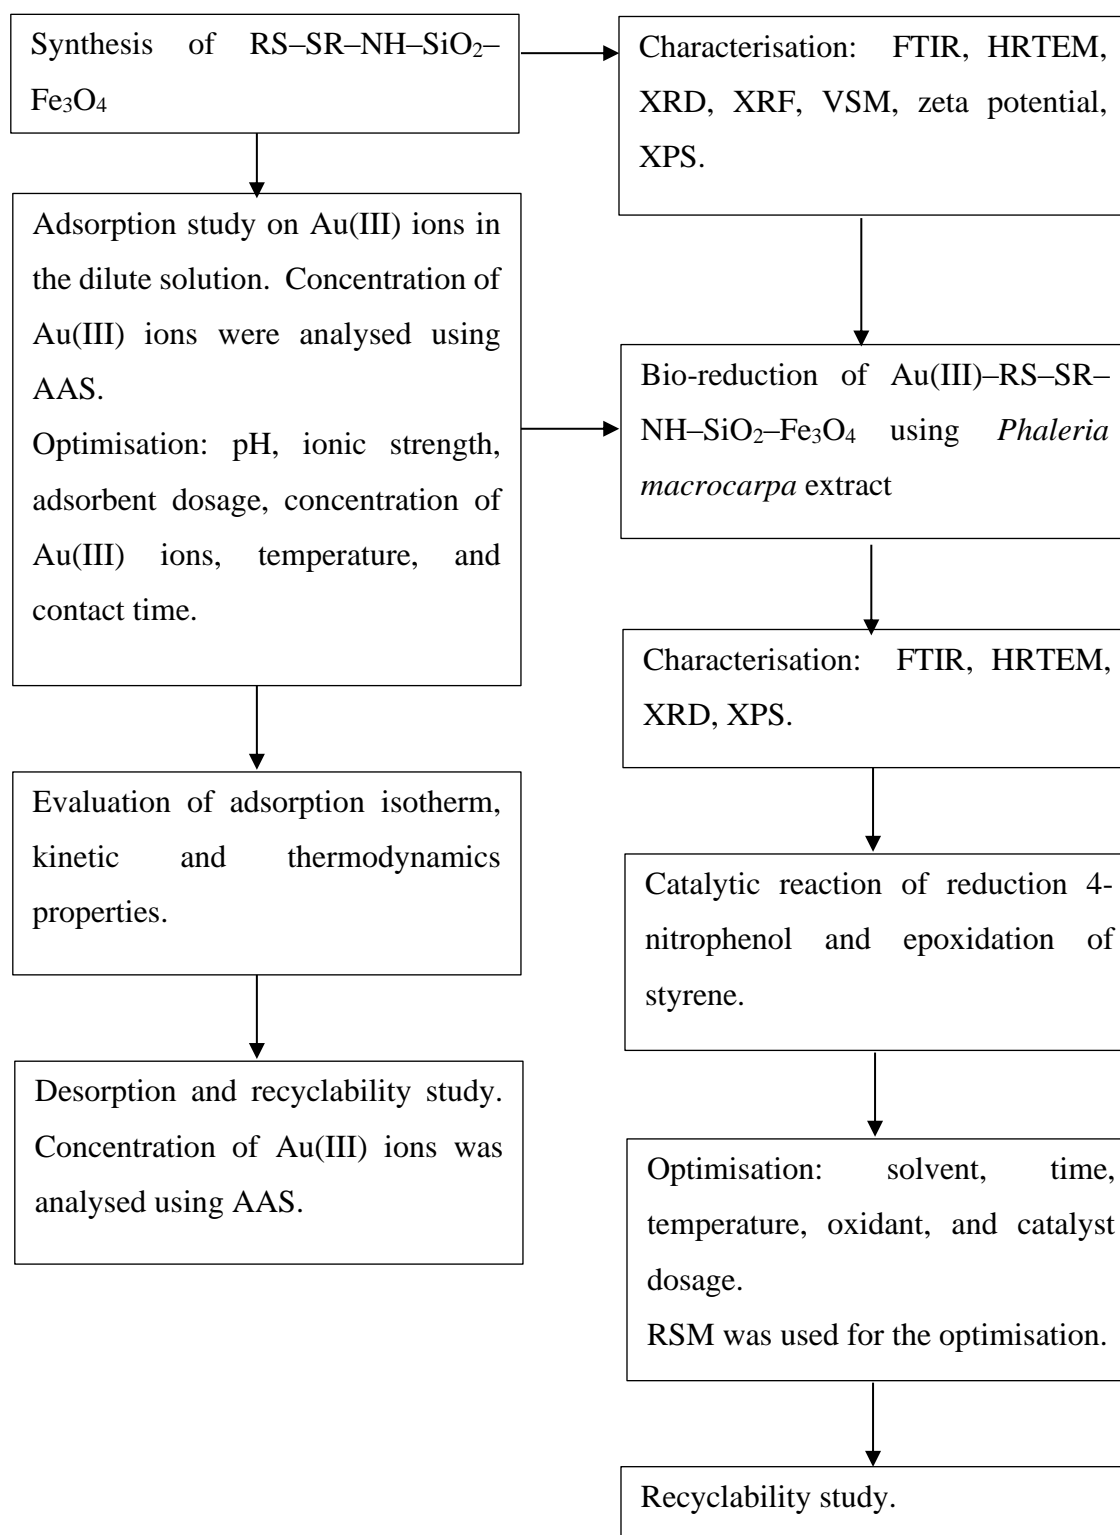 Synthesis of RS–SR–NH–SiO₂–
Fe₃O₄
Characterisation: FTIR, HRTEM,
XRD, XRF, VSM, zeta potential,
XPS.
Adsorption study on Au(III) ions in
the dilute solution. Concentration of
Au(III) ions were analysed using
AAS.
Optimisation: pH, ionic strength,
adsorbent dosage, concentration of
Au(III) ions, temperature, and
contact time.
Bio-reduction of Au(III)–RS–SR–
NH–SiO₂–Fe₃O₄ using Phaleria
macrocarpa extract
Characterisation: FTIR, HRTEM,
XRD, XPS.
Evaluation of adsorption isotherm,
kinetic and thermodynamics
properties.
Catalytic reaction of reduction 4-
nitrophenol and epoxidation of
styrene.
Desorption and recyclability study.
Concentration of Au(III) ions was
analysed using AAS.
Optimisation: solvent, time,
temperature, oxidant, and catalyst
dosage.
RSM was used for the optimisation.
Recyclability study.